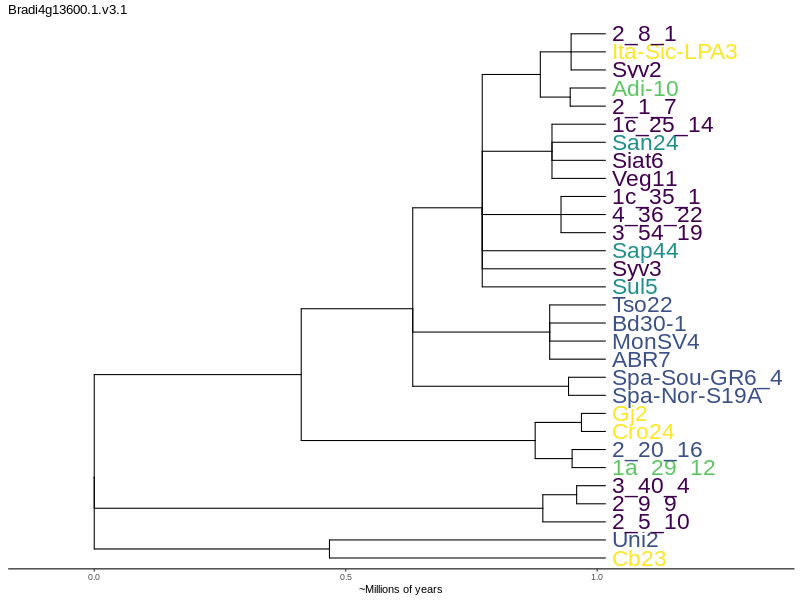 Bradi4g13600.1.v3.1
2_8_1
Ita-Sic-LPA3
Syv2
Adi-10
2_1_7
1c_25_14
San24
Siat6
Veg11
1c_35_1
4_36_22
3_54_19
Sap44
Syv3
Sul5
Tso22
Bd30-1
MonSV4
ABR7
Spa-Sou-GR6_4
Spa-Nor-S19A
Gj2
Cro24
2_20_16
1a_29_12
3_40_4
2_9_9
2_5_10
Uni2
Cb23
0.0 0.5 1.0
~Millions of years